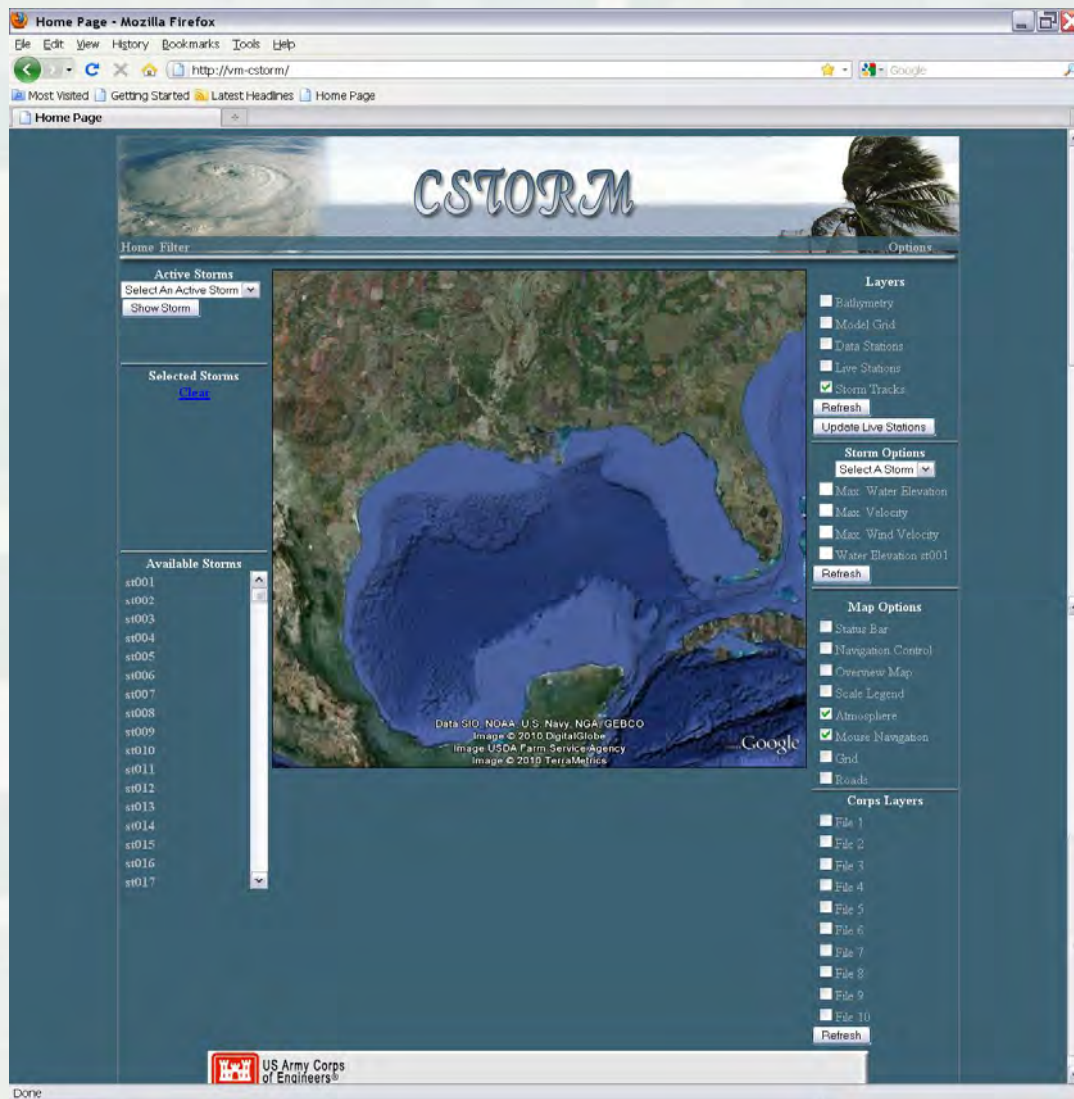 Home Page - Mozilla Firefox
File Edit View History Bookmarks Tools Help
http://vm-cstorm/
Google
Most Visited Getting Started Latest Headlines Home Page
Home Page
CSTORM
Home Filter
Options
Active Storms
Select An Active Storm
Show Storm
Selected Storms
Clear
Available Storms
st001
st002
st003
st004
st005
st006
st007
st008
st009
st010
st011
st012
st013
st014
st015
st016
st017
Data SIO, NOAA, U.S. Navy, NGA, GEBCO
Image © 2010 DigitalGlobe
Image USDA Farm Service Agency
Image © 2010 TerraMetrics
Google
Layers
Bathymetry
Model Grid
Data Stations
Live Stations
Storm Tracks
Refresh
Update Live Stations
Storm Options
Select A Storm
Max. Water Elevation
Max. Velocity
Max. Wind Velocity
Water Elevation st001
Refresh
Map Options
Status Bar
Navigation Control
Overview Map
Scale Legend
Atmosphere
Mouse Navigation
Grid
Roads
Corps Layers
File 1
File 2
File 3
File 4
File 5
File 6
File 7
File 8
File 9
File 10
Refresh
US Army Corps
of Engineers®
Done